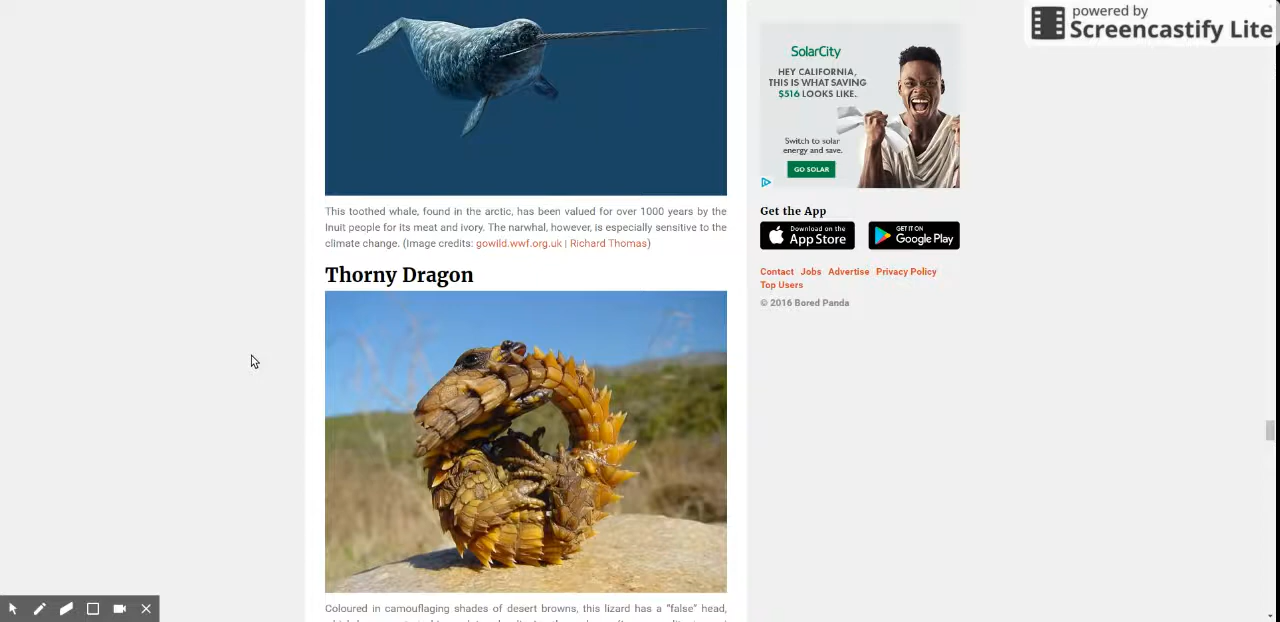 powered by
Screencastify Lite
SolarCity
HEY CALIFORNIA,
THIS IS WHAT SAVING
$516 LOOKS LIKE.
Switch to solar
energy and save.
GO SOLAR
This toothed whale, found in the arctic, has been valued for over 1000 years by the
Inuit people for its meat and ivory. The narwhal, however, is especially sensitive to the
climate change. (Image credits: gowild.wwf.org.uk | Richard Thomas)
Thorny Dragon
Coloured in camouflaging shades of desert browns, this lizard has a “false” head,
Get the App
Download on the
App Store
GET IT ON
Google Play
Contact Jobs Advertise Privacy Policy
Top Users
© 2016 Bored Panda